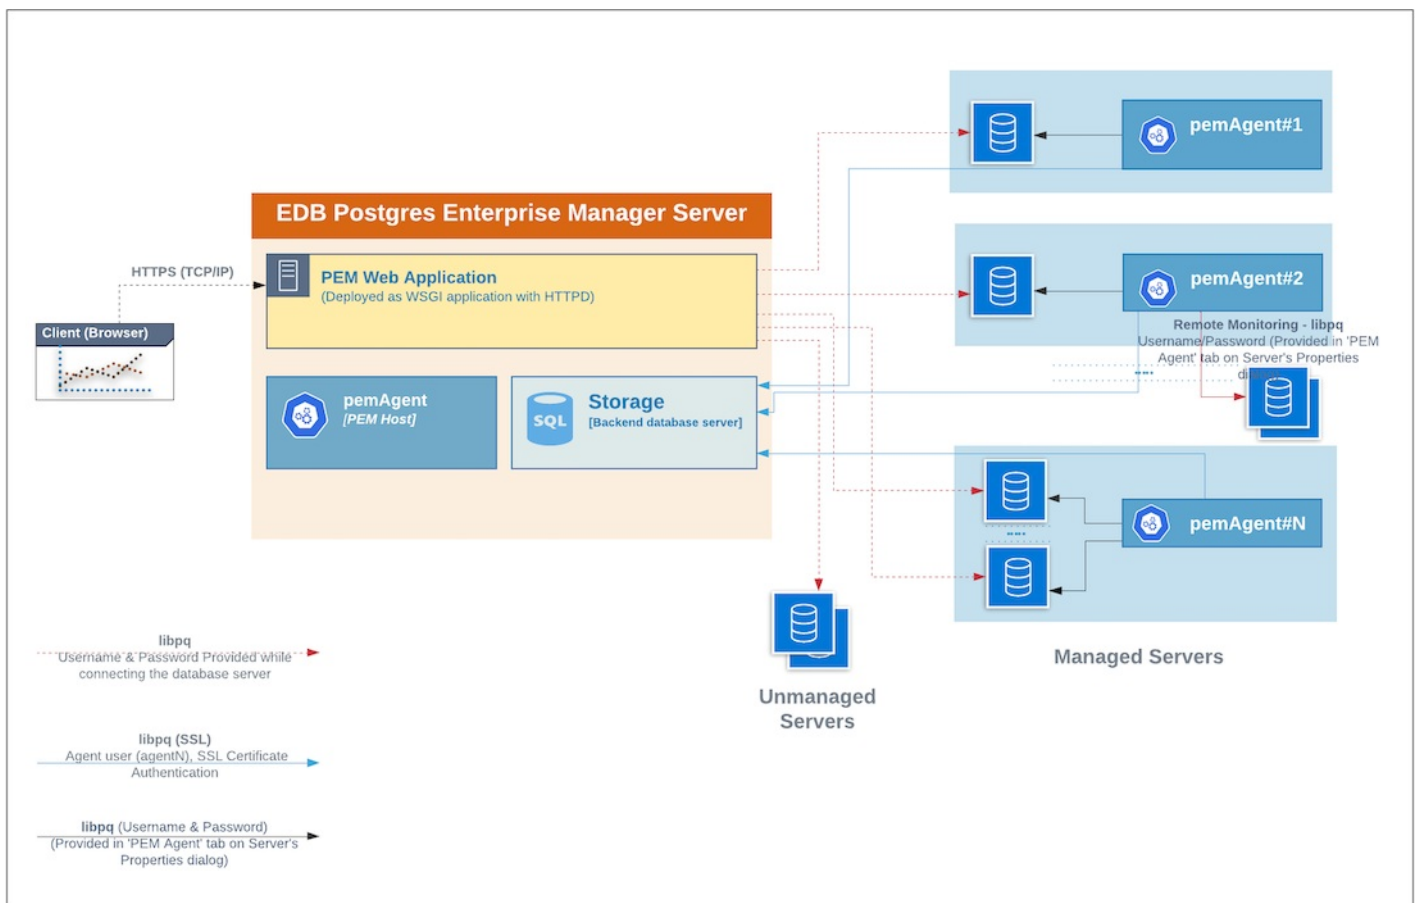 pemAgent#1
EDB Postgres Enterprise Manager Server
HTTPS (TCP/IP)
PEM Web Application
(Deployed as WSGI application with HTTPD)
pemAgent#2
Client (Browser)
Remote Monitoring - libpq
Username/Password (Provided in 'PEM
Agent' tab on Server's Properties
pemAgent
[PEM Host]
SQL
Storage
[Backend database server]
pemAgent#N
libpq
Username & Password Provided while
connecting the database server
Managed Servers
Unmanaged
Servers
libpq (SSL)
Agent user (agentN), SSL Certificate
Authentication
libpq (Username & Password)
(Provided in 'PEM Agent' tab on Server's
Properties dialog)